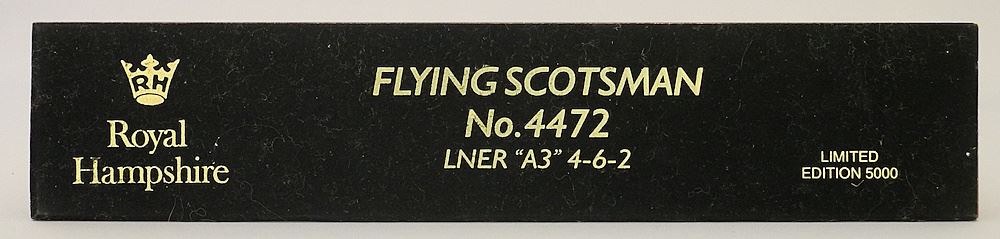 RH
Royal
Hampshire
FLYING SCOTSMAN
No.4472
LNER “A3” 4-6-2
LIMITED
EDITION 5000